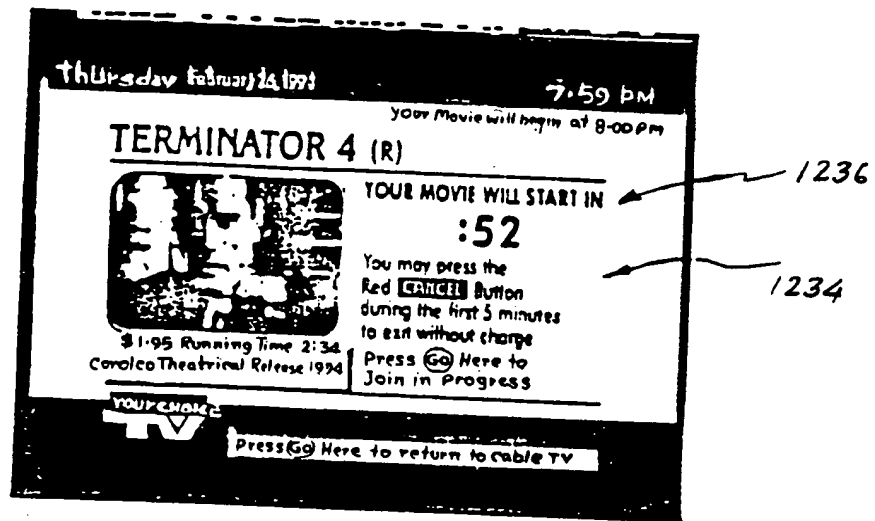 Thursday February 24, 1994
7:59 PM
Your Movie will begin at 8:00 PM
TERMINATOR 4 (R)
YOUR MOVIE WILL START IN
:52
You may press the
Red CANCEL Button
during the first 5 minutes
to exit without charge
Press Go Here to
Join in Progress
$1.95 Running Time 2:34
Carolco Theatrical Release 1994
YOUR CHOICE
TV
Press Go Here to return to Cable TV
1236
1234